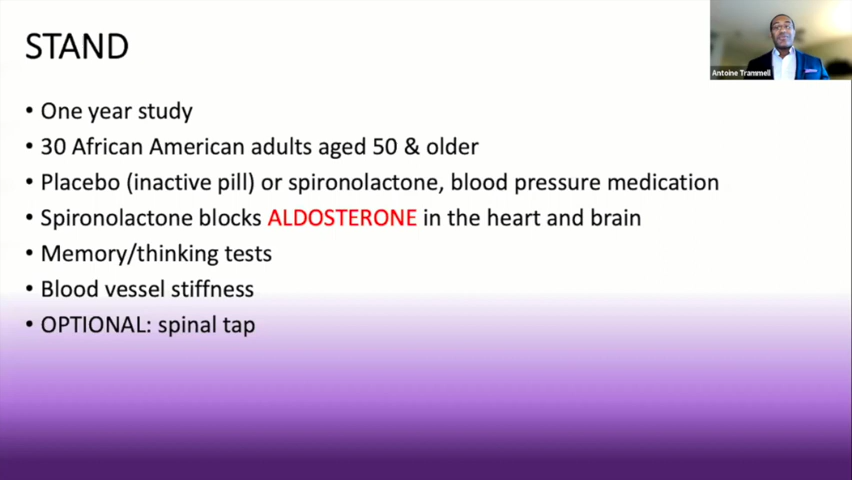 STAND
Antoine Trammell
• One year study
• 30 African American adults aged 50 & older
• Placebo (inactive pill) or spironolactone, blood pressure medication
• Spironolactone blocks ALDOSTERONE in the heart and brain
• Memory/thinking tests
• Blood vessel stiffness
• OPTIONAL: spinal tap